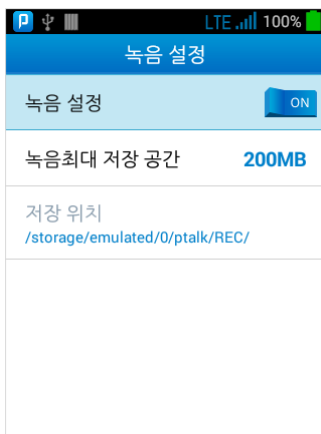 P LTE 100%
녹음 설정
녹음 설정 ON
녹음최대 저장 공간 200MB
저장 위치
/storage/emulated/0/ptalk/REC/